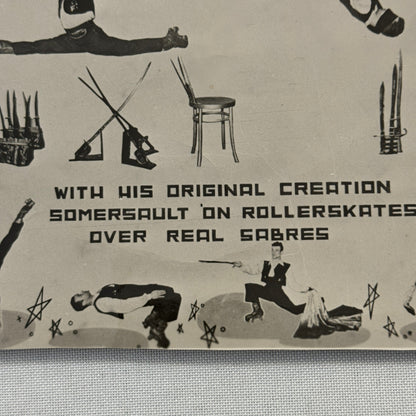 WITH HIS ORIGINAL CREATION
SOMERSAULT 'ON ROLLERSKATES
OVER REAL SABRES